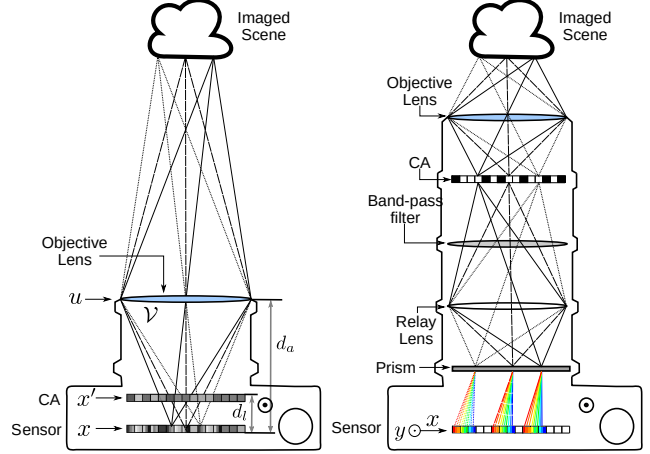 Imaged
Scene
Objective
Lens
u
𝒱
d_a
CA
x′
d_l
Sensor
x
Imaged
Scene
Objective
Lens
CA
Band-pass
filter
Relay
Lens
Prism
Sensor
y
x